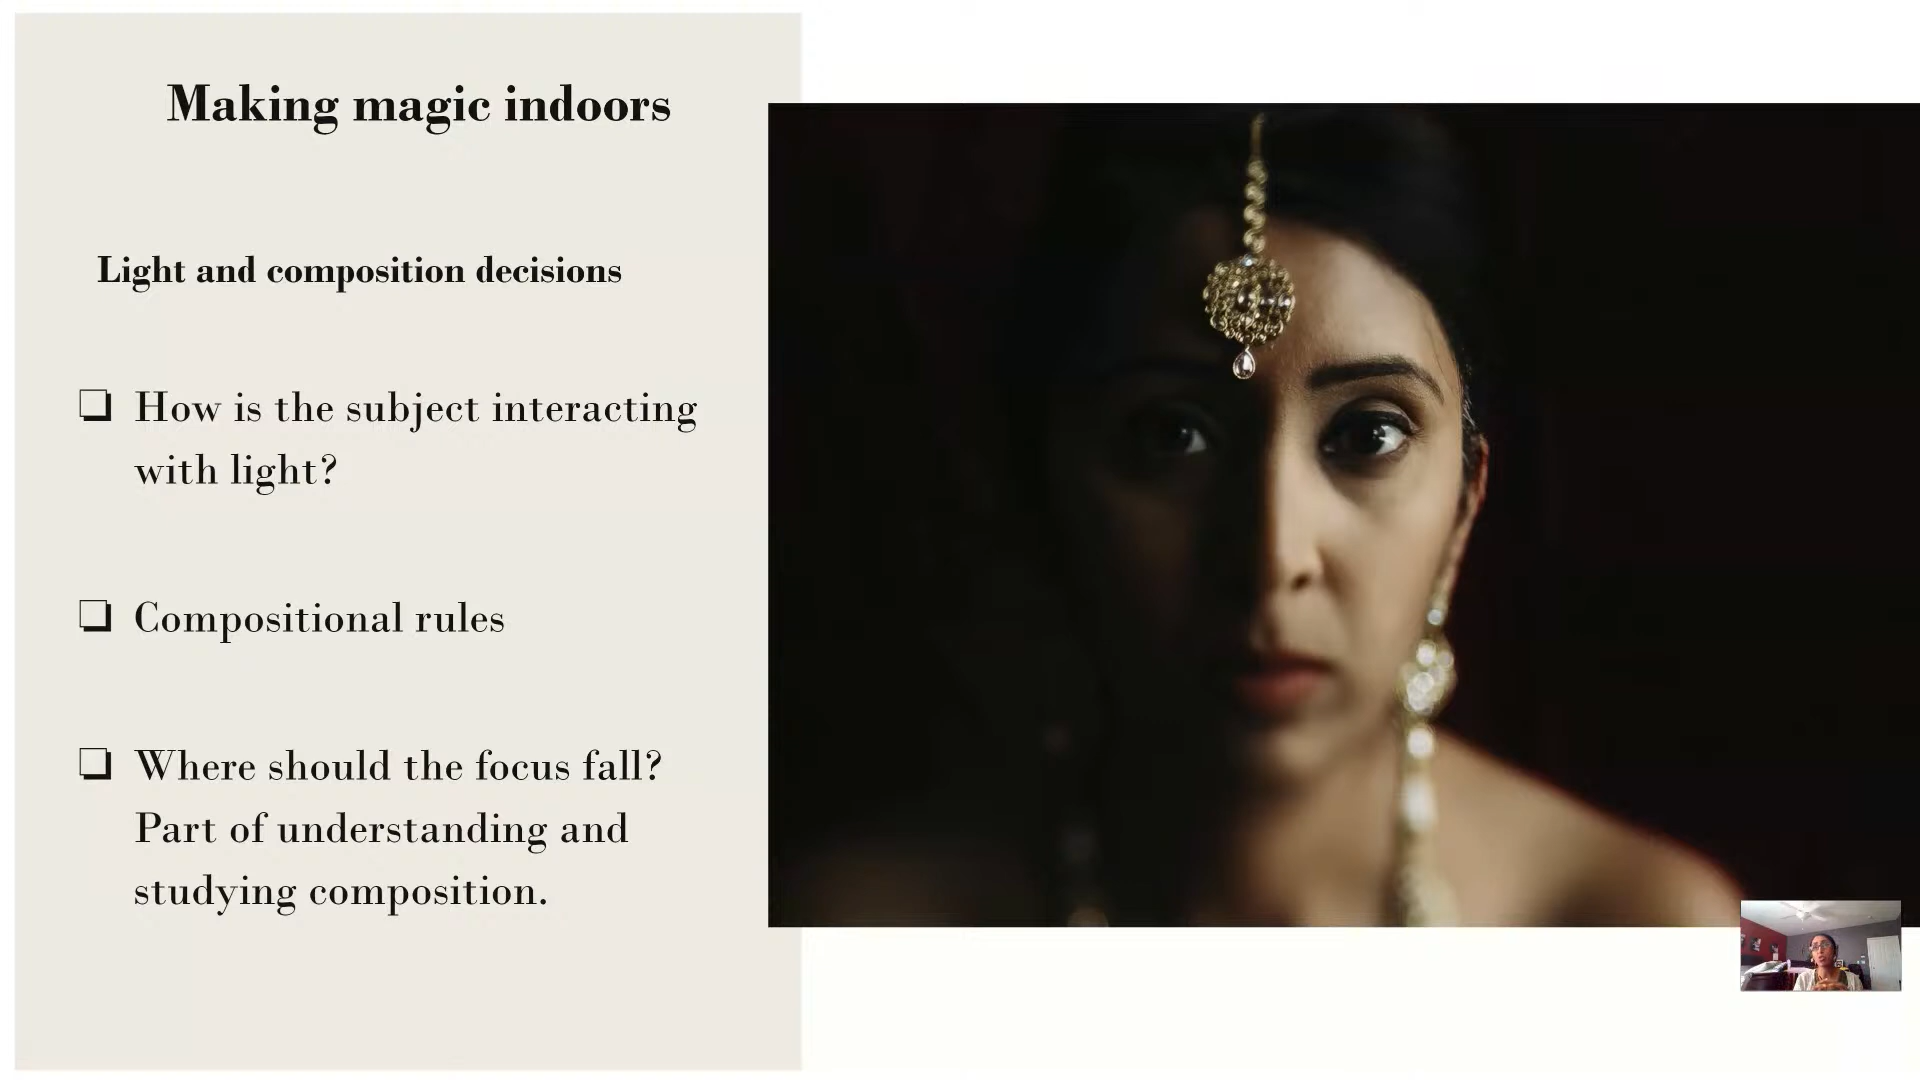 Making magic indoors
Light and composition decisions
❏ How is the subject interacting
with light?
❏ Compositional rules
❏ Where should the focus fall?
Part of understanding and
studying composition.